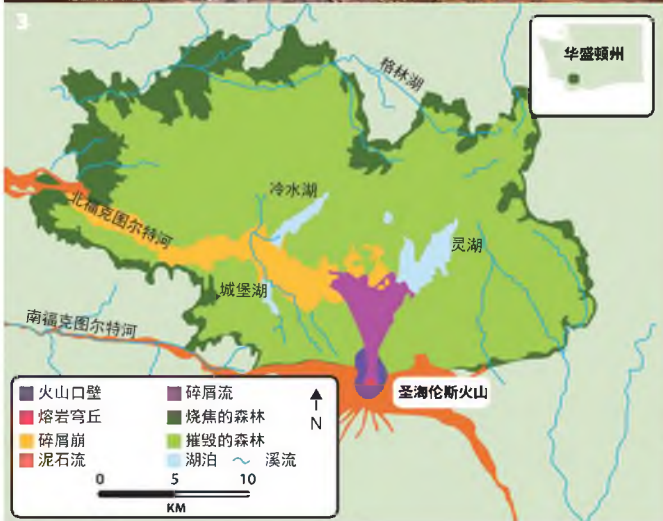 3
华盛顿州
格林湖
冷水湖
北福克图尔特河
灵湖
城堡湖
南福克图尔特河
圣海伦斯火山
火山口壁
碎屑流
熔岩穹丘
烧焦的森林
碎屑崩
摧毁的森林
泥石流
湖泊
溪流
N
0 5 10
KM